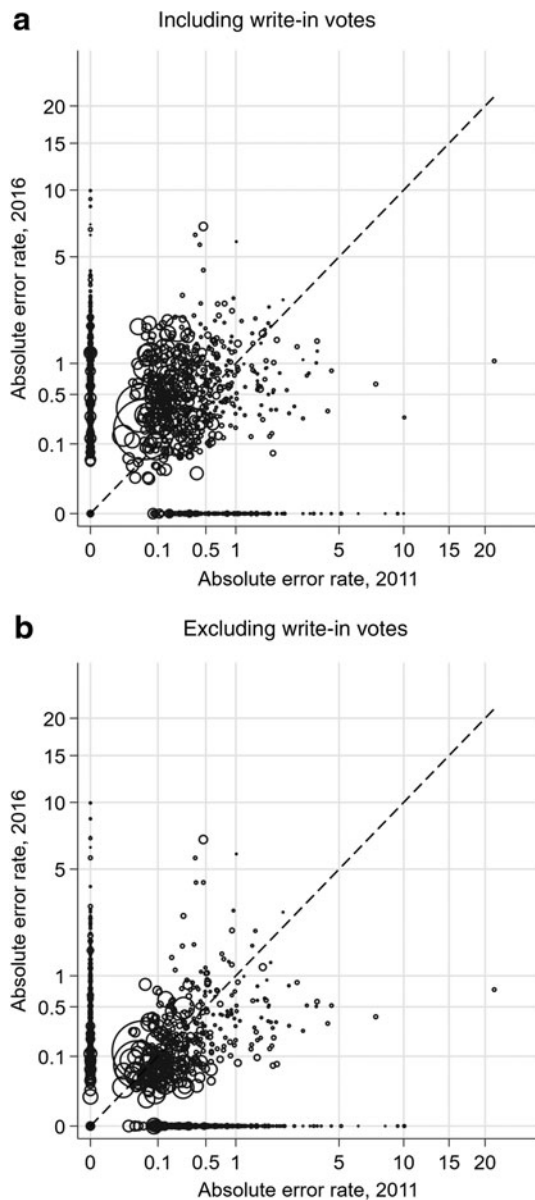 a
Including write-in votes
Absolute error rate, 2016
20
15
10
5
1
0.5
0.1
0
0 0.1 0.5 1 5 10 15 20
Absolute error rate, 2011
b
Excluding write-in votes
Absolute error rate, 2016
20
15
10
5
1
0.5
0.1
0
0 0.1 0.5 1 5 10 15 20
Absolute error rate, 2011